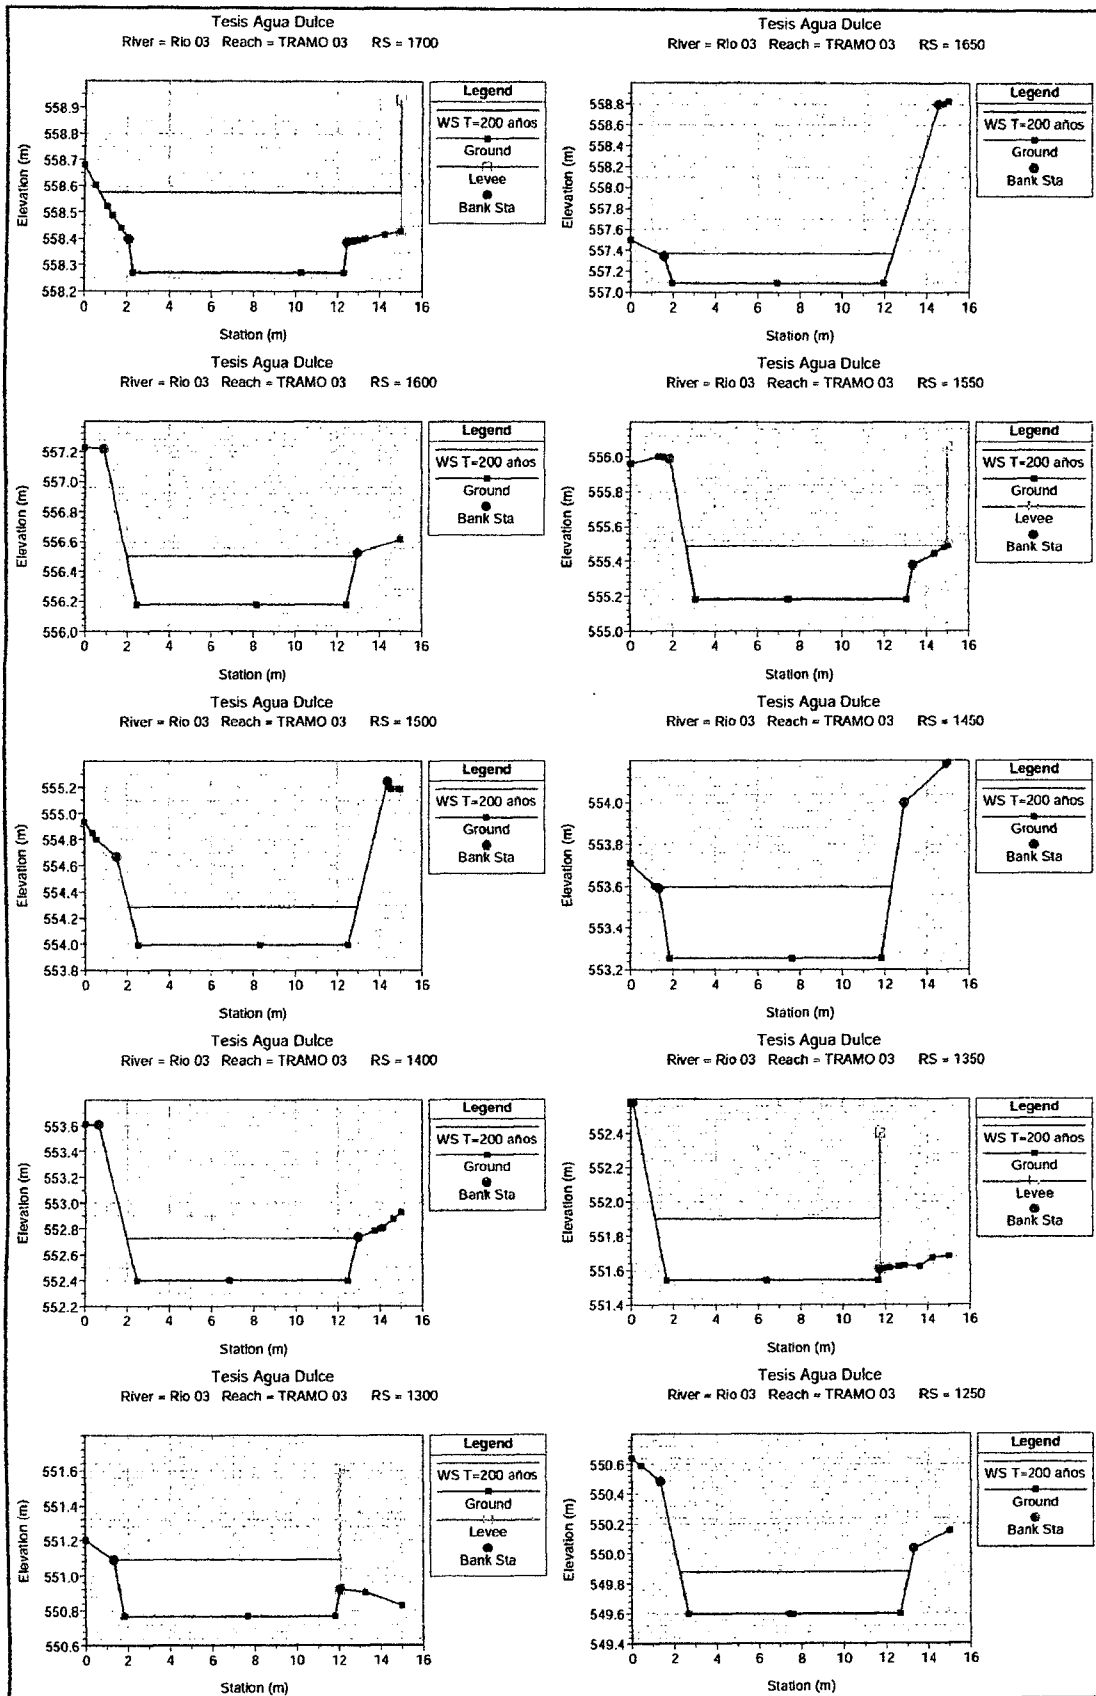 Tesis Agua Dulce
River = Rio 03 Reach = TRAMO 03 RS = 1700
Elevation (m)
558.9
558.8
558.7
558.6
558.5
558.4
558.3
558.2
0 2 4 6 8 10 12 14 16
Station (m)
Legend
WS T=200 años
Ground
Levee
Bank Sta
River = Rio 03 Reach = TRAMO 03 RS = 1650
Elevation (m)
558.8
558.6
558.4
558.2
558.0
557.8
557.6
557.4
557.2
557.0
0 2 4 6 8 10 12 14 16
Station (m)
Legend
WS T=200 años
Ground
Bank Sta
Tesis Agua Dulce
River = Rio 03 Reach = TRAMO 03 RS = 1600
Elevation (m)
557.2
557.0
556.8
556.6
556.4
556.2
556.0
0 2 4 6 8 10 12 14 16
Station (m)
Legend
WS T=200 años
Ground
Bank Sta
Tesis Agua Dulce
River = Rio 03 Reach = TRAMO 03 RS = 1550
Elevation (m)
556.0
555.8
555.6
555.4
555.2
555.0
0 2 4 6 8 10 12 14 16
Station (m)
Legend
WS T=200 años
Ground
Levee
Bank Sta
Tesis Agua Dulce
River = Rio 03 Reach = TRAMO 03 RS = 1500
Elevation (m)
555.2
555.0
554.8
554.6
554.4
554.2
554.0
553.8
0 2 4 6 8 10 12 14 16
Station (m)
Legend
WS T=200 años
Ground
Bank Sta
Tesis Agua Dulce
River = Rio 03 Reach = TRAMO 03 RS = 1450
Elevation (m)
554.0
553.8
553.6
553.4
553.2
0 2 4 6 8 10 12 14 16
Station (m)
Legend
WS T=200 años
Ground
Bank Sta
Tesis Agua Dulce
River = Rio 03 Reach = TRAMO 03 RS = 1400
Elevation (m)
553.6
553.4
553.2
553.0
552.8
552.6
552.4
552.2
0 2 4 6 8 10 12 14 16
Station (m)
Legend
WS T=200 años
Ground
Bank Sta
Tesis Agua Dulce
River = Rio 03 Reach = TRAMO 03 RS = 1350
Elevation (m)
552.4
552.2
552.0
551.8
551.6
551.4
0 2 4 6 8 10 12 14 16
Station (m)
Legend
WS T=200 años
Ground
Levee
Bank Sta
Tesis Agua Dulce
River = Rio 03 Reach = TRAMO 03 RS = 1300
Elevation (m)
551.6
551.4
551.2
551.0
550.8
550.6
0 2 4 6 8 10 12 14 16
Station (m)
Legend
WS T=200 años
Ground
Levee
Bank Sta
Tesis Agua Dulce
River = Rio 03 Reach = TRAMO 03 RS = 1250
Elevation (m)
550.6
550.4
550.2
550.0
549.8
549.6
549.4
0 2 4 6 8 10 12 14 16
Station (m)
Legend
WS T=200 años
Ground
Bank Sta